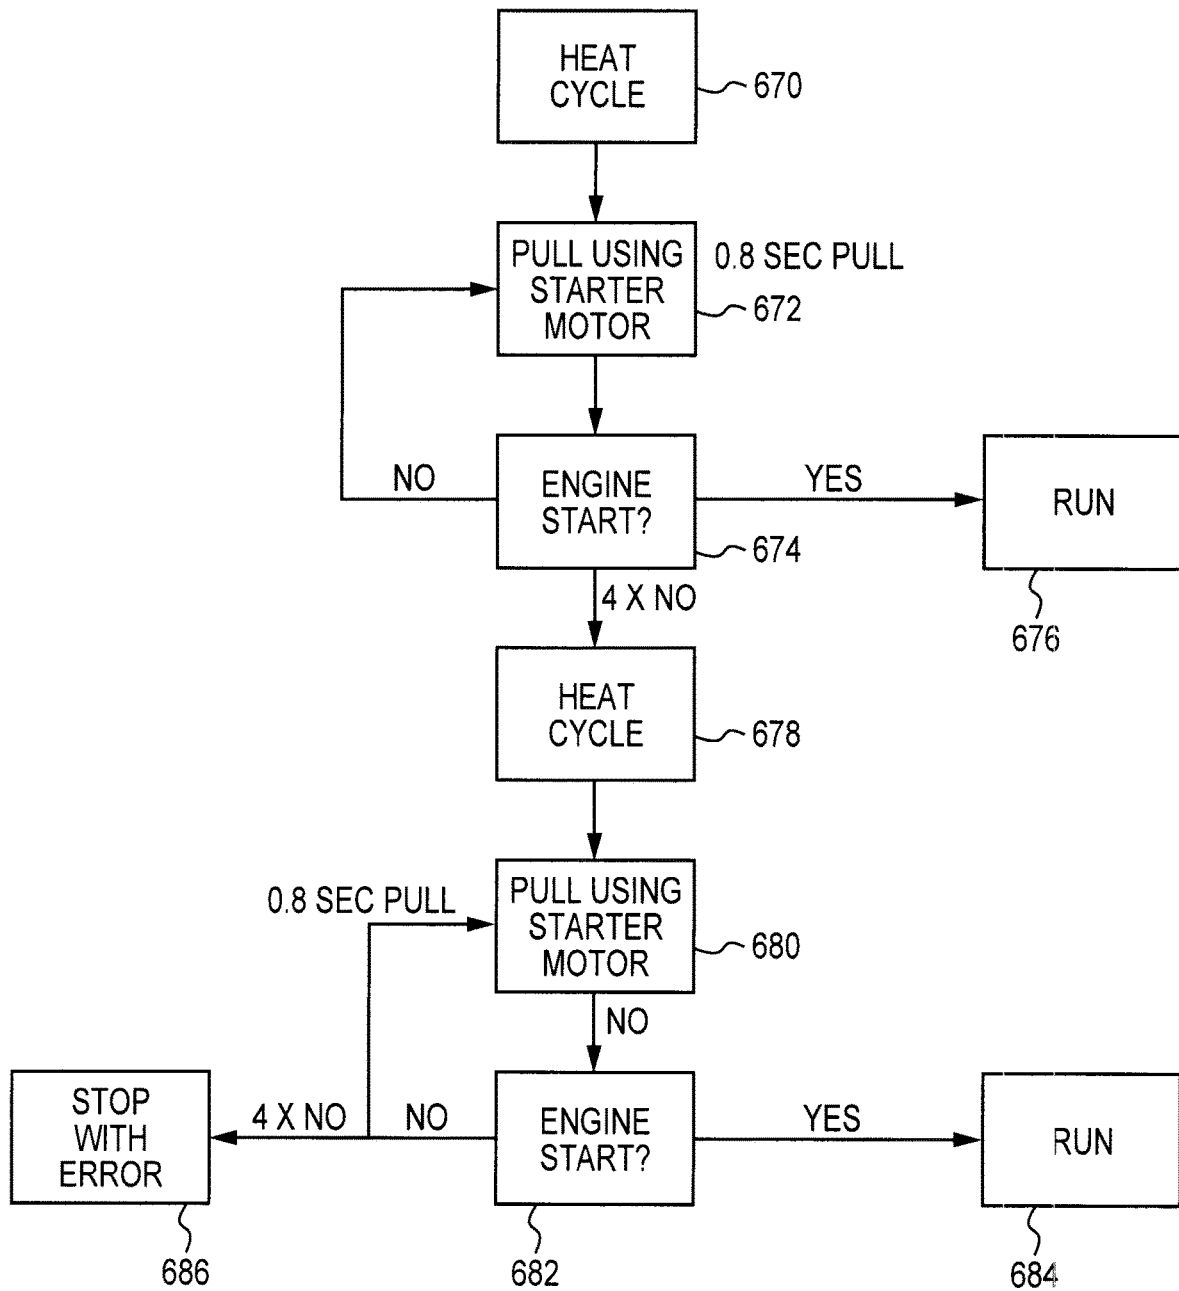 HEAT
CYCLE
670
PULL USING
STARTER
MOTOR
0.8 SEC PULL
672
NO
ENGINE
START?
YES
RUN
674
4 X NO
676
HEAT
CYCLE
678
0.8 SEC PULL
PULL USING
STARTER
MOTOR
680
NO
STOP
WITH
ERROR
4 X NO
NO
ENGINE
START?
YES
RUN
686
682
684